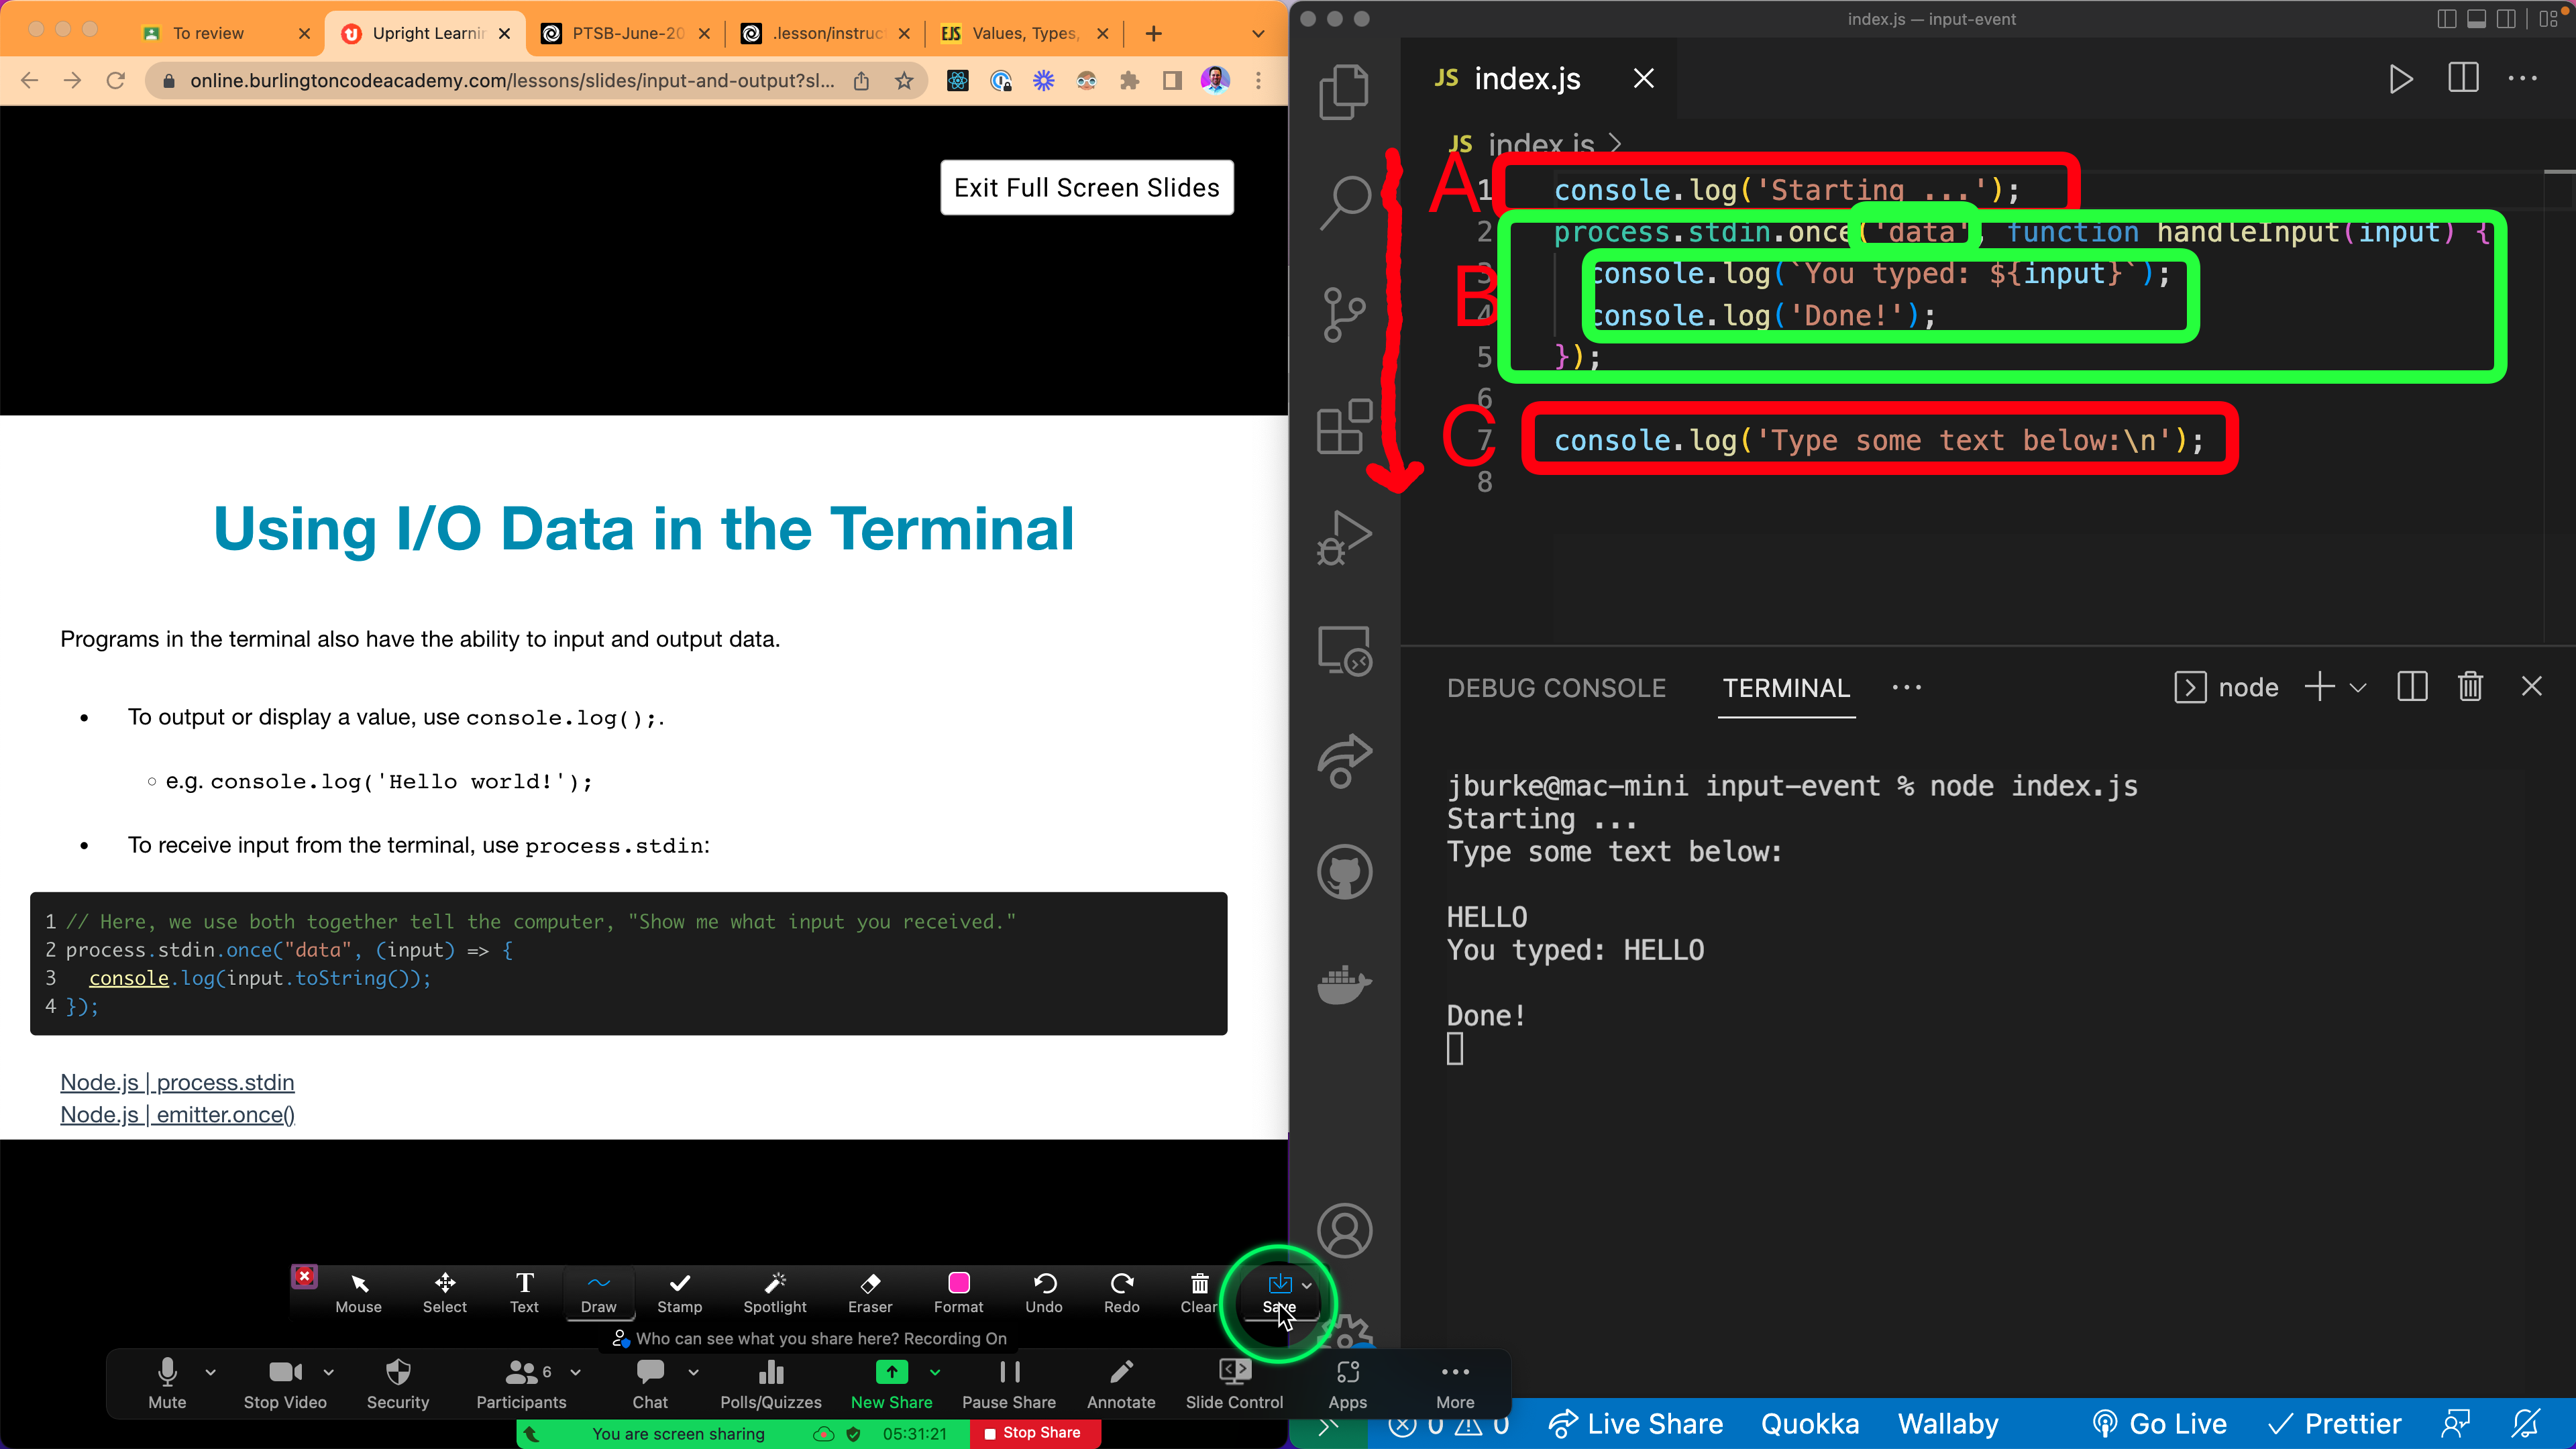 To review
Upright Learnin
PTSB-June-20
.lesson/instruc
EJS Values, Types,
online.burlingtoncodeacademy.com/lessons/slides/input-and-output?sl...
Exit Full Screen Slides
Using I/O Data in the Terminal
Programs in the terminal also have the ability to input and output data.
• To output or display a value, use console.log();.
○ e.g. console.log('Hello world!');
• To receive input from the terminal, use process.stdin:
1 // Here, we use both together tell the computer, "Show me what input you received."
2 process.stdin.once("data", (input) => {
3 console.log(input.toString());
4 });
Node.js | process.stdin
Node.js | emitter.once()
index.js — input-event
JS index.js
JS index.js >
A
1 console.log('Starting ...');
2 process.stdin.once('data', function handleInput(input) {
B
3 console.log(`You typed: ${input}`);
4 console.log('Done!');
5 });
6
C
7 console.log('Type some text below:\n');
8
DEBUG CONSOLE TERMINAL ... node
jburke@mac-mini input-event % node index.js
Starting ...
Type some text below:
HELLO
You typed: HELLO
Done!
Mouse Select Text Draw Stamp Spotlight Eraser Format Undo Redo Clear Save
Who can see what you share here? Recording On
6
Mute Stop Video Security Participants Chat Polls/Quizzes New Share Pause Share Annotate Slide Control Apps More
You are screen sharing 05:31:21 Stop Share
0 0 Live Share Quokka Wallaby Go Live Prettier